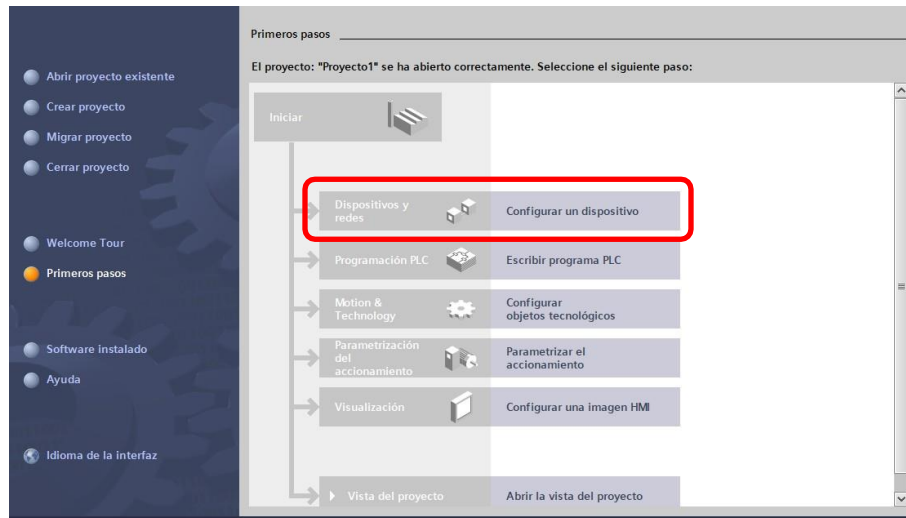 Primeros pasos
El proyecto: "Proyecto1" se ha abierto correctamente. Seleccione el siguiente paso:
Abrir proyecto existente
Crear proyecto
Migrar proyecto
Cerrar proyecto
Welcome Tour
Primeros pasos
Software instalado
Ayuda
Idioma de la interfaz
Iniciar
Dispositivos y
redes
Configurar un dispositivo
Programación PLC
Escribir programa PLC
Motion &
Technology
Configurar
objetos tecnológicos
Parametrización
del
accionamiento
Parametrizar el
accionamiento
Visualización
Configurar una imagen HMI
Vista del proyecto
Abrir la vista del proyecto